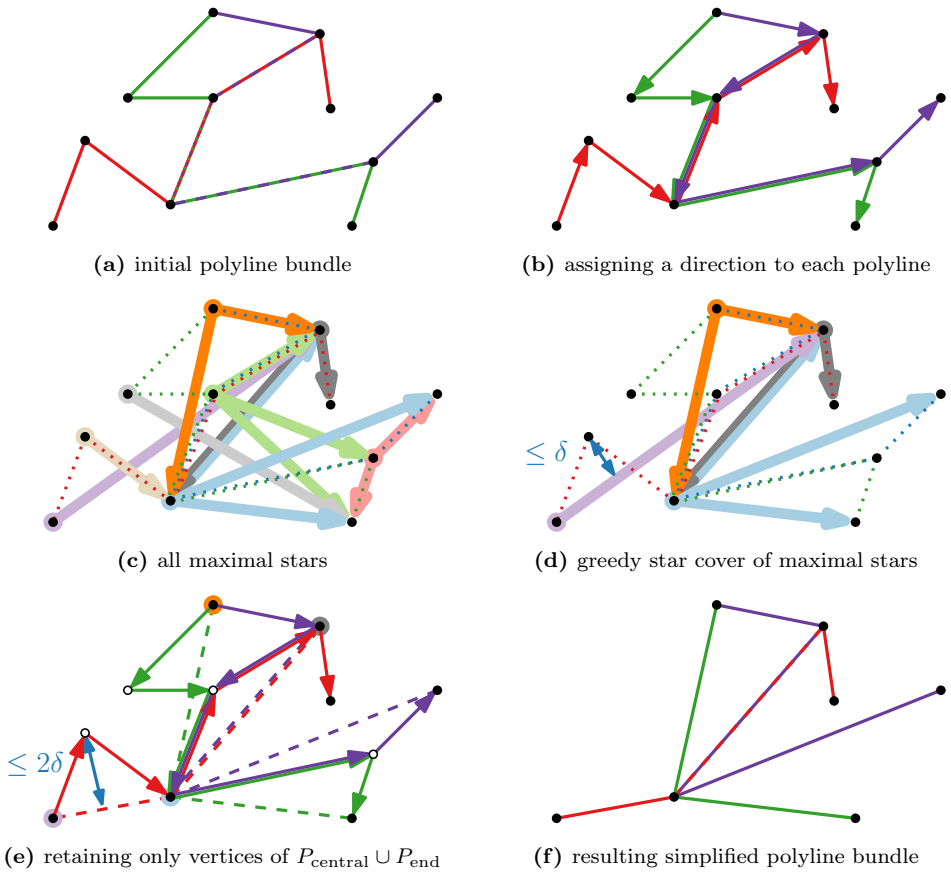 (a) initial polyline bundle
(b) assigning a direction to each polyline
(c) all maximal stars
≤ δ
(d) greedy star cover of maximal stars
≤ 2δ
(e) retaining only vertices of P_central ∪ P_end
(f) resulting simplified polyline bundle